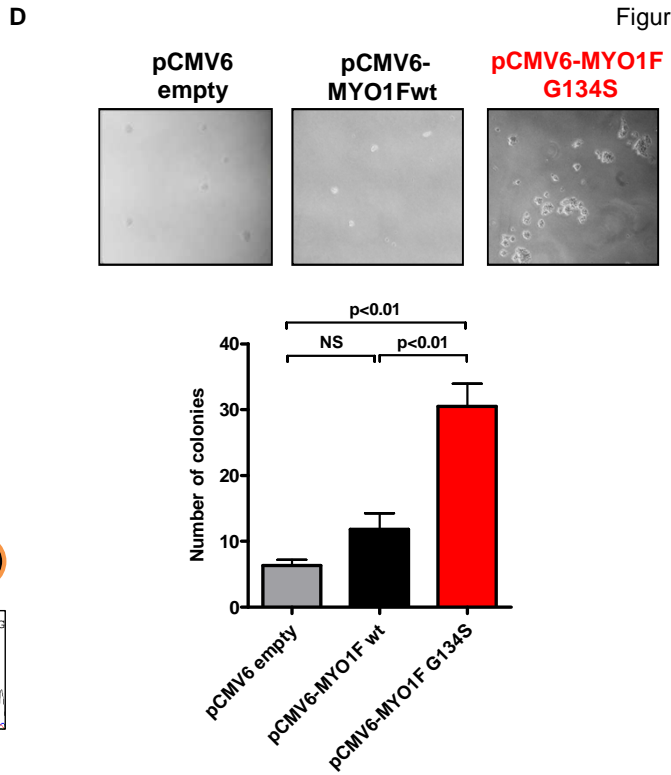 D
Figur
pCMV6
empty
pCMV6-
MYO1Fwt
pCMV6-MYO1F
G134S
p<0.01
NS
p<0.01
40
30
20
10
0
Number of colonies
pCMV6 empty
pCMV6-MYO1F wt
pCMV6-MYO1F G134S